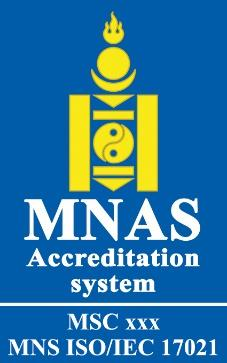 MNAS
Accreditation
system
MSC xxx
MNS ISO/IEC 17021